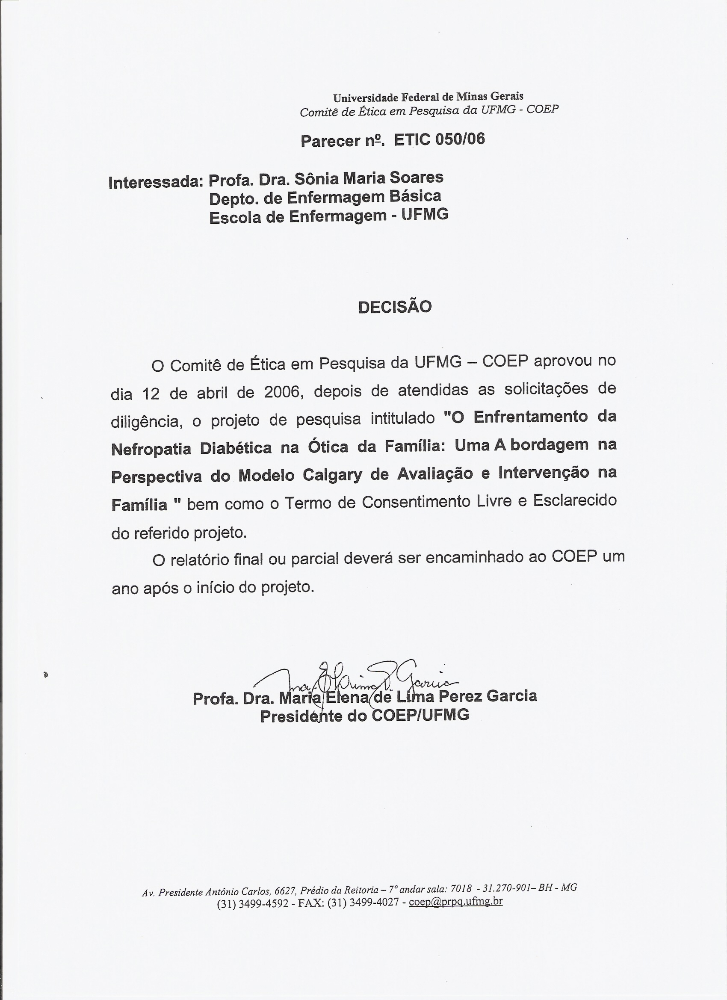 Universidade Federal de Minas Gerais
Comitê de Ética em Pesquisa da UFMG - COEP
Parecer nº. ETIC 050/06
Interessada: Profa. Dra. Sônia Maria Soares
Depto. de Enfermagem Básica
Escola de Enfermagem - UFMG
DECISÃO
O Comitê de Ética em Pesquisa da UFMG – COEP aprovou no
dia 12 de abril de 2006, depois de atendidas as solicitações de
diligência, o projeto de pesquisa intitulado "O Enfrentamento da
Nefropatia Diabética na Ótica da Família: Uma A bordagem na
Perspectiva do Modelo Calgary de Avaliação e Intervenção na
Família " bem como o Termo de Consentimento Livre e Esclarecido
do referido projeto.
O relatório final ou parcial deverá ser encaminhado ao COEP um
ano após o início do projeto.
Profa. Dra. Maria Elena de Lima Perez Garcia
Presidente do COEP/UFMG
Av. Presidente Antônio Carlos, 6627, Prédio da Reitoria – 7º andar sala: 7018 - 31.270-901– BH - MG
(31) 3499-4592 - FAX: (31) 3499-4027 - coep@prpq.ufmg.br